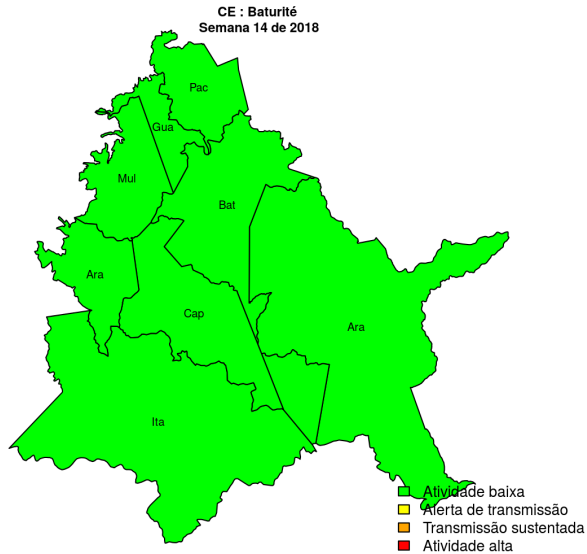 CE : Baturité
Semana 14 de 2018
Pac
Gua
Mul
Bat
Ara
Cap
Ara
Ita
Atividade baixa
Alerta de transmissão
Transmissão sustentada
Atividade alta